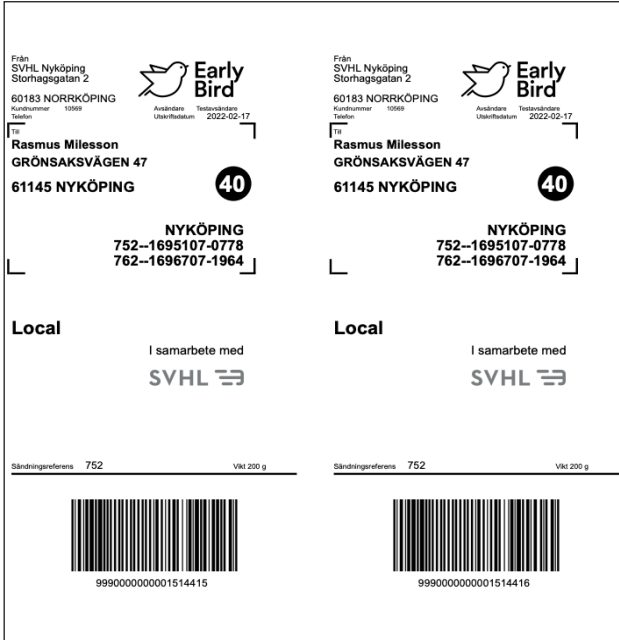 Från
SVHL Nyköping
Storhagsgatan 2
60183 NORRKÖPING
Kundnummer 10569
Telefon
Early
Bird
Avsändare Testavsändare
Utskriftsdatum 2022-02-17
Till
Rasmus Milesson
GRÖNSAKSVÄGEN 47
61145 NYKÖPING
40
NYKÖPING
752--1695107-0778
762--1696707-1964
Local
I samarbete med
SVHL
Sändningsreferens 752 Vikt 200 g
9990000000001514415
Från
SVHL Nyköping
Storhagsgatan 2
60183 NORRKÖPING
Kundnummer 10569
Telefon
Early
Bird
Avsändare Testavsändare
Utskriftsdatum 2022-02-17
Till
Rasmus Milesson
GRÖNSAKSVÄGEN 47
61145 NYKÖPING
40
NYKÖPING
752--1695107-0778
762--1696707-1964
Local
I samarbete med
SVHL
Sändningsreferens 752 Vikt 200 g
9990000000001514416